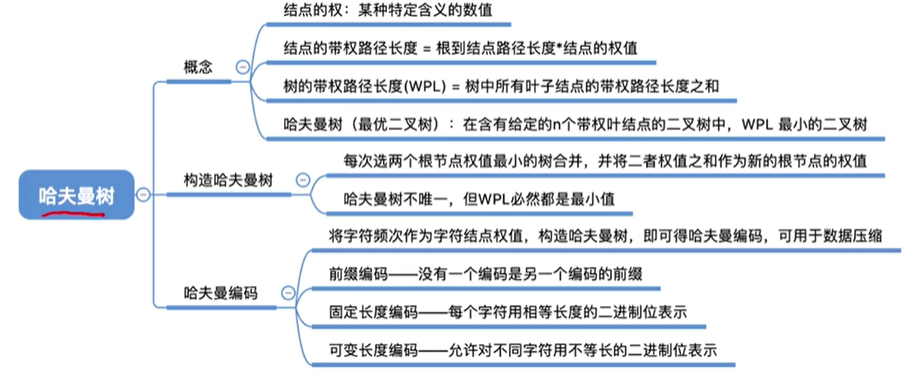 哈夫曼树
概念
结点的权：某种特定含义的数值
结点的带权路径长度 = 根到结点路径长度*结点的权值
树的带权路径长度(WPL) = 树中所有叶子结点的带权路径长度之和
哈夫曼树（最优二叉树）：在含有给定的n个带权叶结点的二叉树中，WPL 最小的二叉树
构造哈夫曼树
每次选两个根节点权值最小的树合并，并将二者权值之和作为新的根节点的权值
哈夫曼树不唯一，但WPL必然都是最小值
哈夫曼编码
将字符频次作为字符结点权值，构造哈夫曼树，即可得哈夫曼编码，可用于数据压缩
前缀编码——没有一个编码是另一个编码的前缀
固定长度编码——每个字符用相等长度的二进制位表示
可变长度编码——允许对不同字符用不等长的二进制位表示